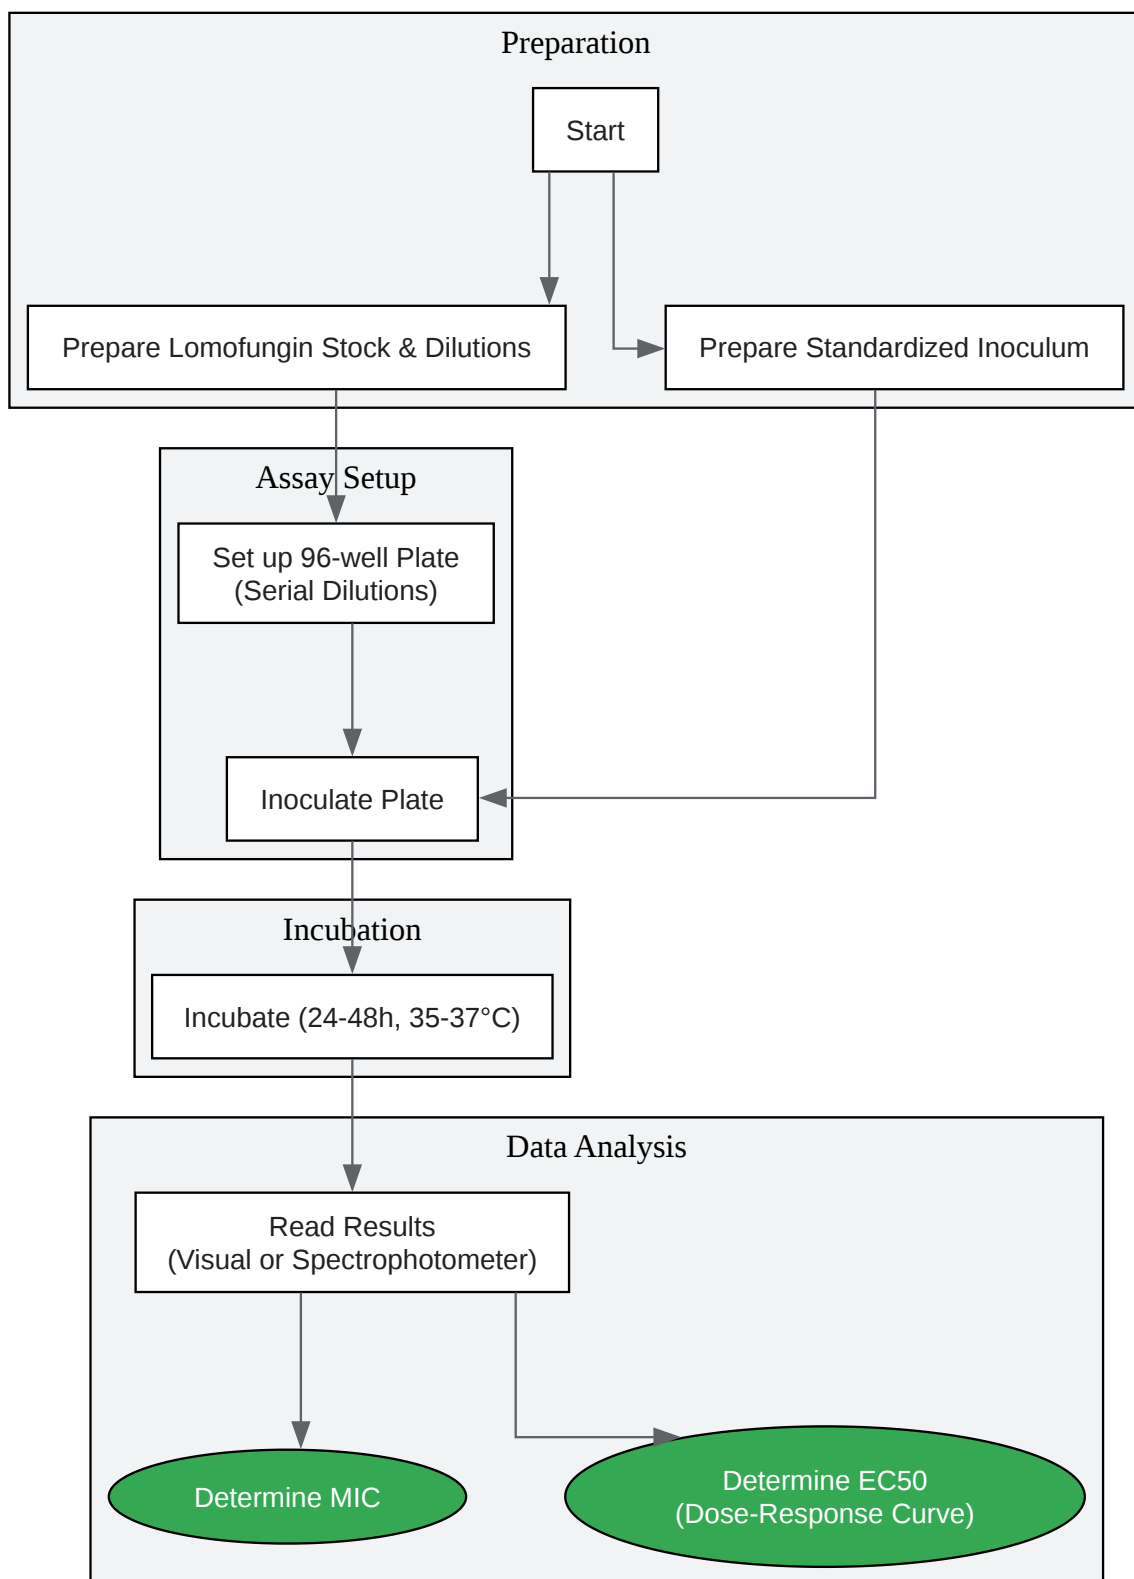 Preparation
Start
Prepare Lomofungin Stock & Dilutions
Prepare Standardized Inoculum
Assay Setup
Set up 96-well Plate
(Serial Dilutions)
Inoculate Plate
Incubation
Incubate (24-48h, 35-37°C)
Data Analysis
Read Results
(Visual or Spectrophotometer)
Determine MIC
Determine EC50
(Dose-Response Curve)